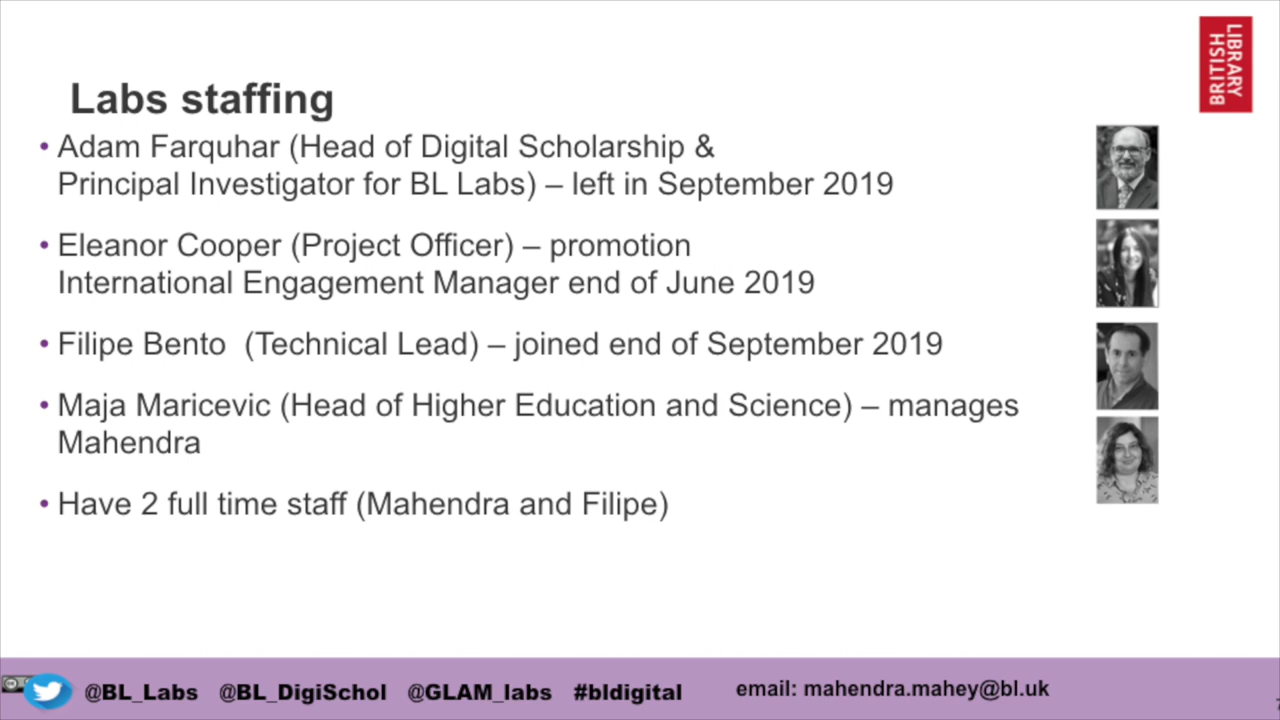 LIBRARY
BRITISH
Labs staffing
• Adam Farquhar (Head of Digital Scholarship &
Principal Investigator for BL Labs) – left in September 2019
• Eleanor Cooper (Project Officer) – promotion
International Engagement Manager end of June 2019
• Filipe Bento (Technical Lead) – joined end of September 2019
• Maja Maricevic (Head of Higher Education and Science) – manages
Mahendra
• Have 2 full time staff (Mahendra and Filipe)
@BL_Labs @BL_DigiSchol @GLAM_labs #bldigital email: mahendra.mahey@bl.uk